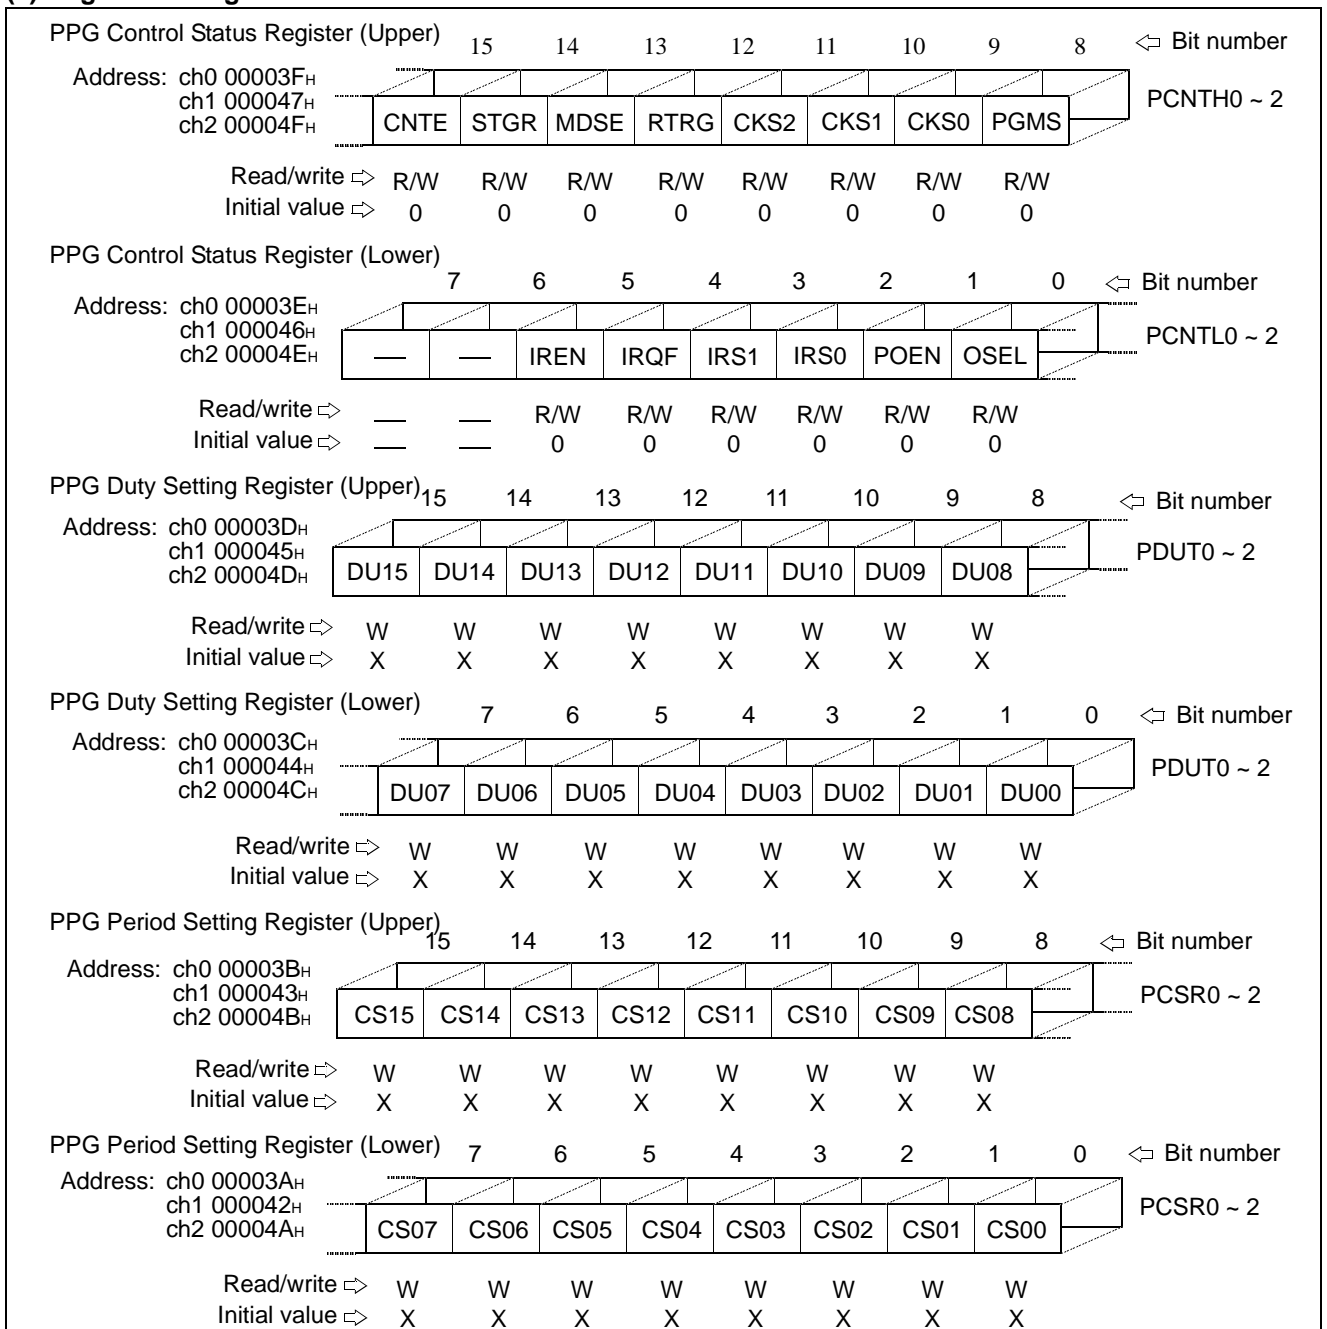 PPG Control Status Register (Upper)
15 14 13 12 11 10 9 8 Bit number
Address: ch0 00003FH
ch1 000047H
ch2 00004FH
CNTE STGR MDSE RTRG CKS2 CKS1 CKS0 PGMS
PCNTH0 ~ 2
Read/write R/W R/W R/W R/W R/W R/W R/W R/W
Initial value 0 0 0 0 0 0 0 0
PPG Control Status Register (Lower)
7 6 5 4 3 2 1 0 Bit number
Address: ch0 00003EH
ch1 000046H
ch2 00004EH
— — IREN IRQF IRS1 IRS0 POEN OSEL
PCNTL0 ~ 2
Read/write — — R/W R/W R/W R/W R/W R/W
Initial value — — 0 0 0 0 0 0
PPG Duty Setting Register (Upper)
15 14 13 12 11 10 9 8 Bit number
Address: ch0 00003DH
ch1 000045H
ch2 00004DH
DU15 DU14 DU13 DU12 DU11 DU10 DU09 DU08
PDUT0 ~ 2
Read/write W W W W W W W W
Initial value X X X X X X X X
PPG Duty Setting Register (Lower)
7 6 5 4 3 2 1 0 Bit number
Address: ch0 00003CH
ch1 000044H
ch2 00004CH
DU07 DU06 DU05 DU04 DU03 DU02 DU01 DU00
PDUT0 ~ 2
Read/write W W W W W W W W
Initial value X X X X X X X X
PPG Period Setting Register (Upper)
15 14 13 12 11 10 9 8 Bit number
Address: ch0 00003BH
ch1 000043H
ch2 00004BH
CS15 CS14 CS13 CS12 CS11 CS10 CS09 CS08
PCSR0 ~ 2
Read/write W W W W W W W W
Initial value X X X X X X X X
PPG Period Setting Register (Lower)
7 6 5 4 3 2 1 0 Bit number
Address: ch0 00003AH
ch1 000042H
ch2 00004AH
CS07 CS06 CS05 CS04 CS03 CS02 CS01 CS00
PCSR0 ~ 2
Read/write W W W W W W W W
Initial value X X X X X X X X